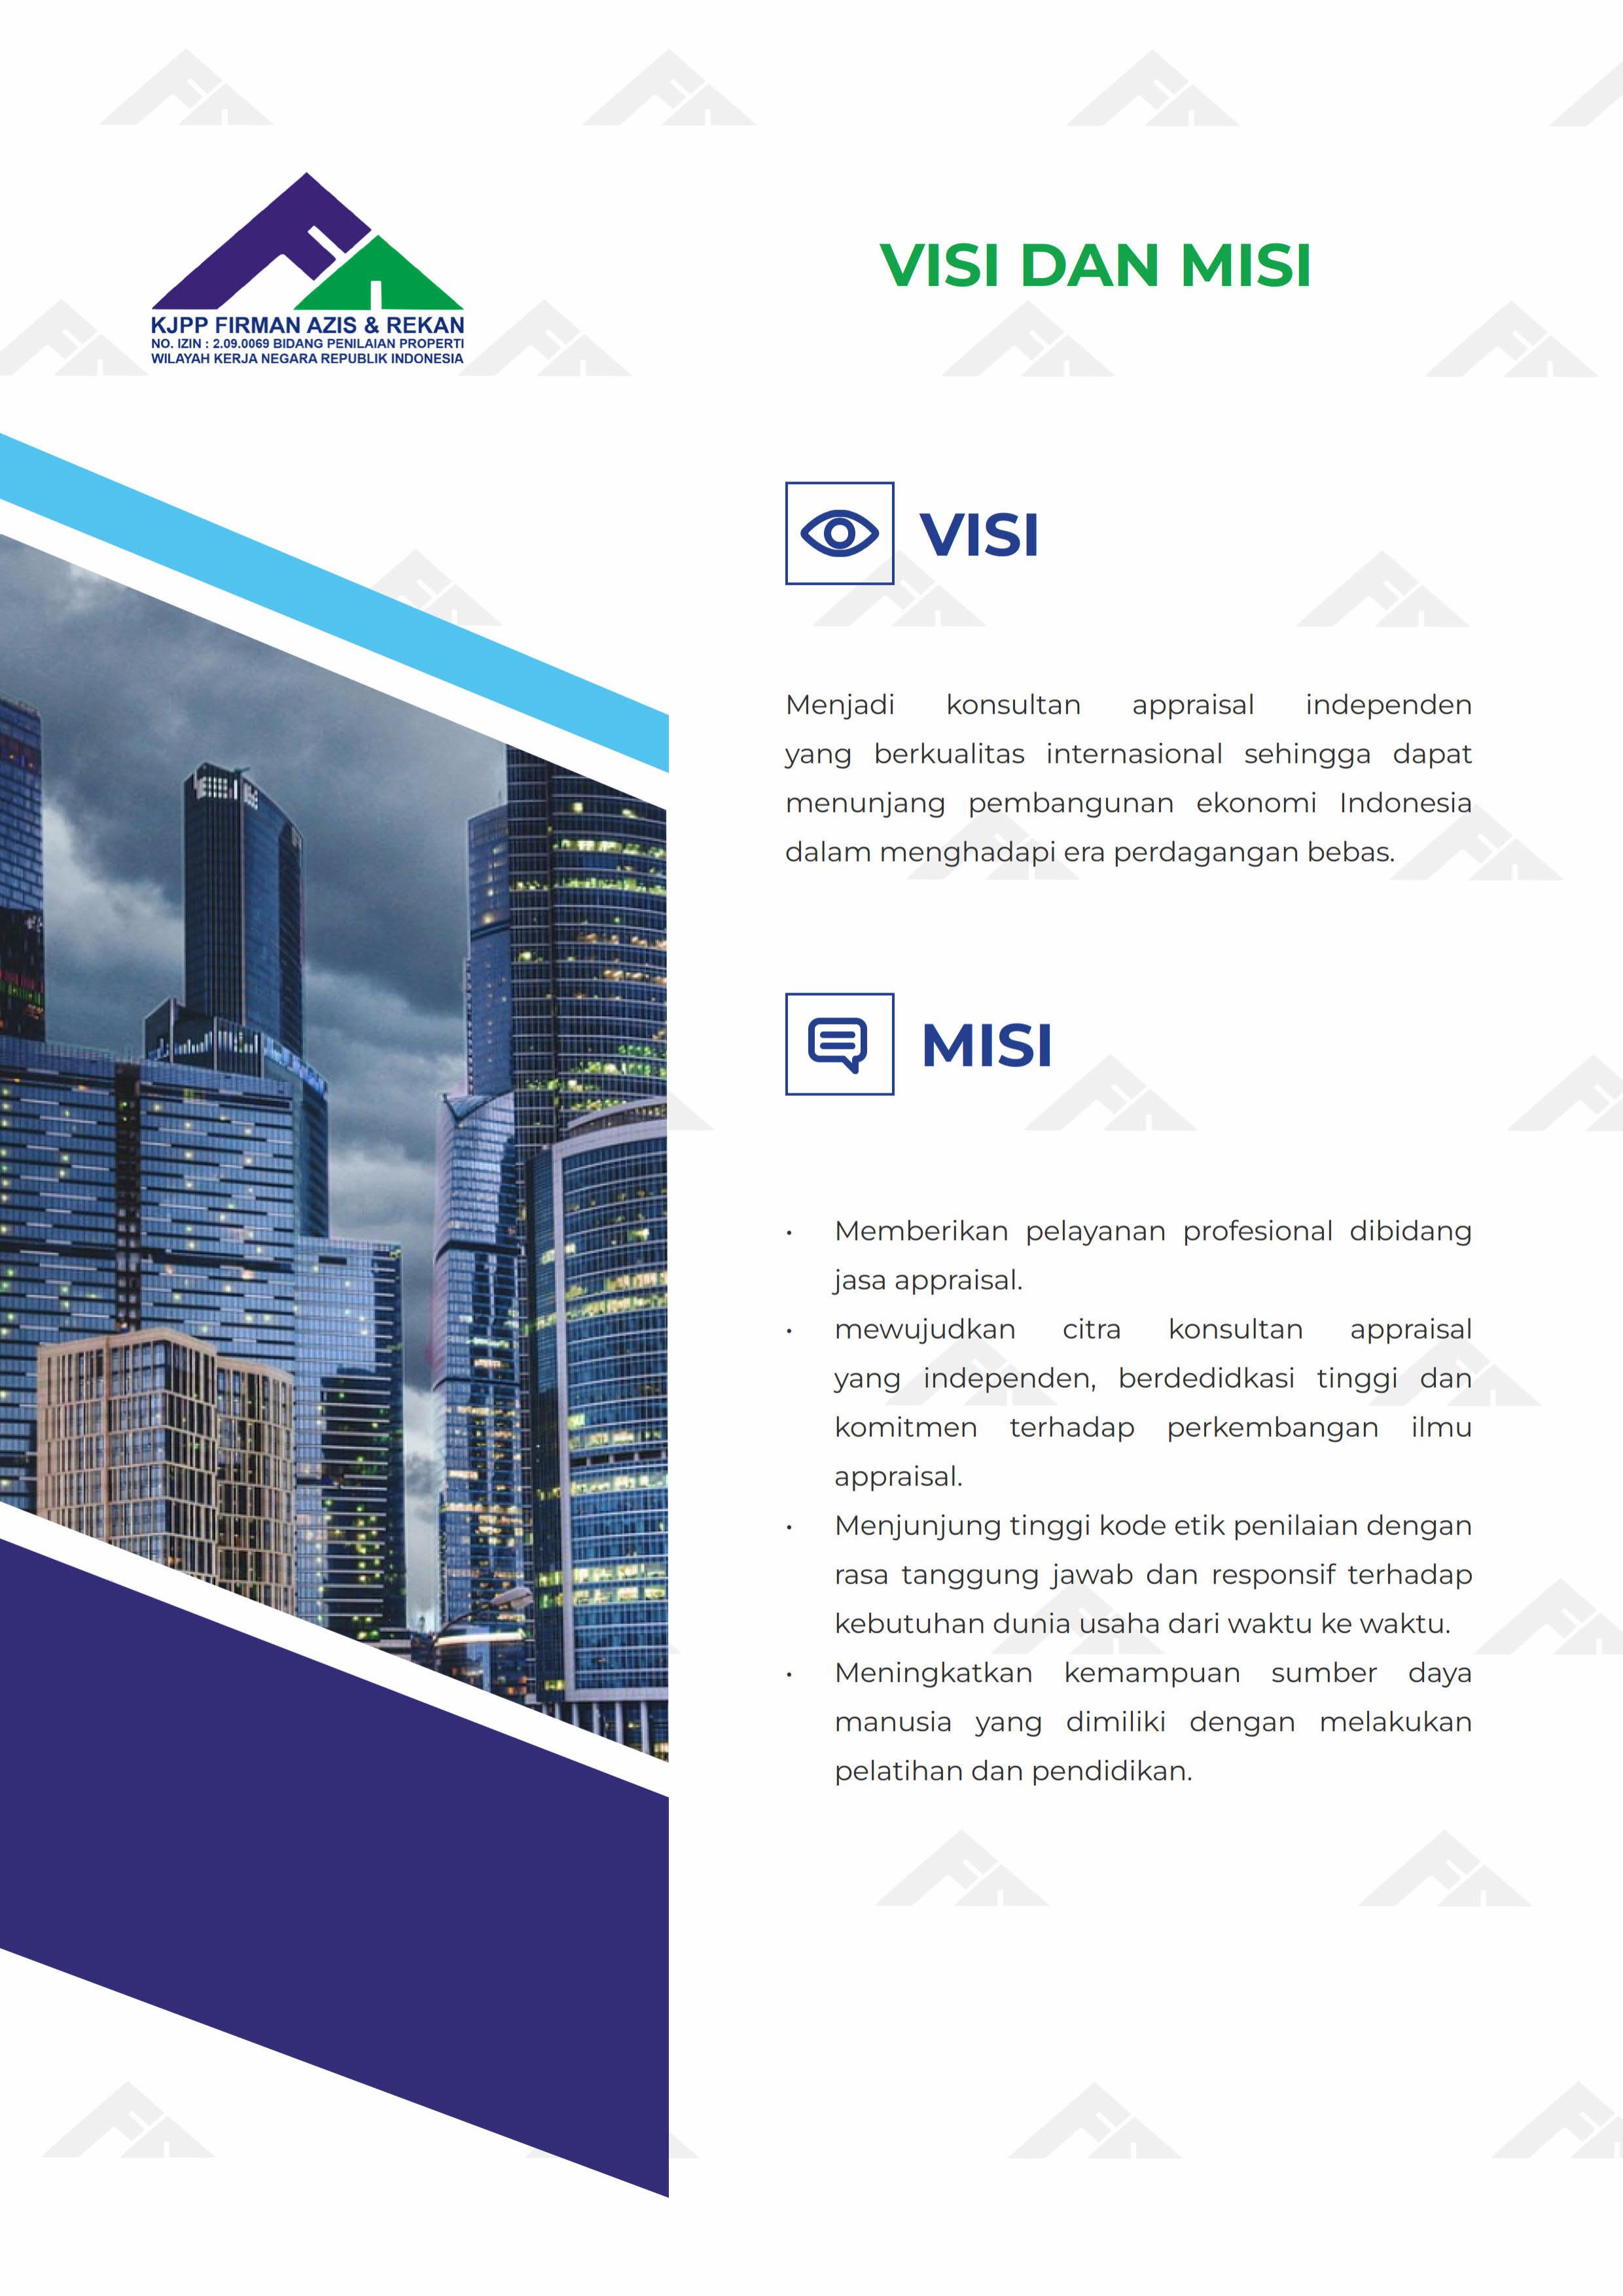 KJPP FIRMAN AZIS & REKAN
NO. IZIN : 2.09.0069 BIDANG PENILAIAN PROPERTI
WILAYAH KERJA NEGARA REPUBLIK INDONESIA
VISI DAN MISI
VISI
Menjadi konsultan appraisal independen
yang berkualitas internasional sehingga dapat
menunjang pembangunan ekonomi Indonesia
dalam menghadapi era perdagangan bebas.
MISI
• Memberikan pelayanan profesional dibidang
jasa appraisal.
• mewujudkan citra konsultan appraisal
yang independen, berdedidkasi tinggi dan
komitmen terhadap perkembangan ilmu
appraisal.
• Menjunjung tinggi kode etik penilaian dengan
rasa tanggung jawab dan responsif terhadap
kebutuhan dunia usaha dari waktu ke waktu.
• Meningkatkan kemampuan sumber daya
manusia yang dimiliki dengan melakukan
pelatihan dan pendidikan.